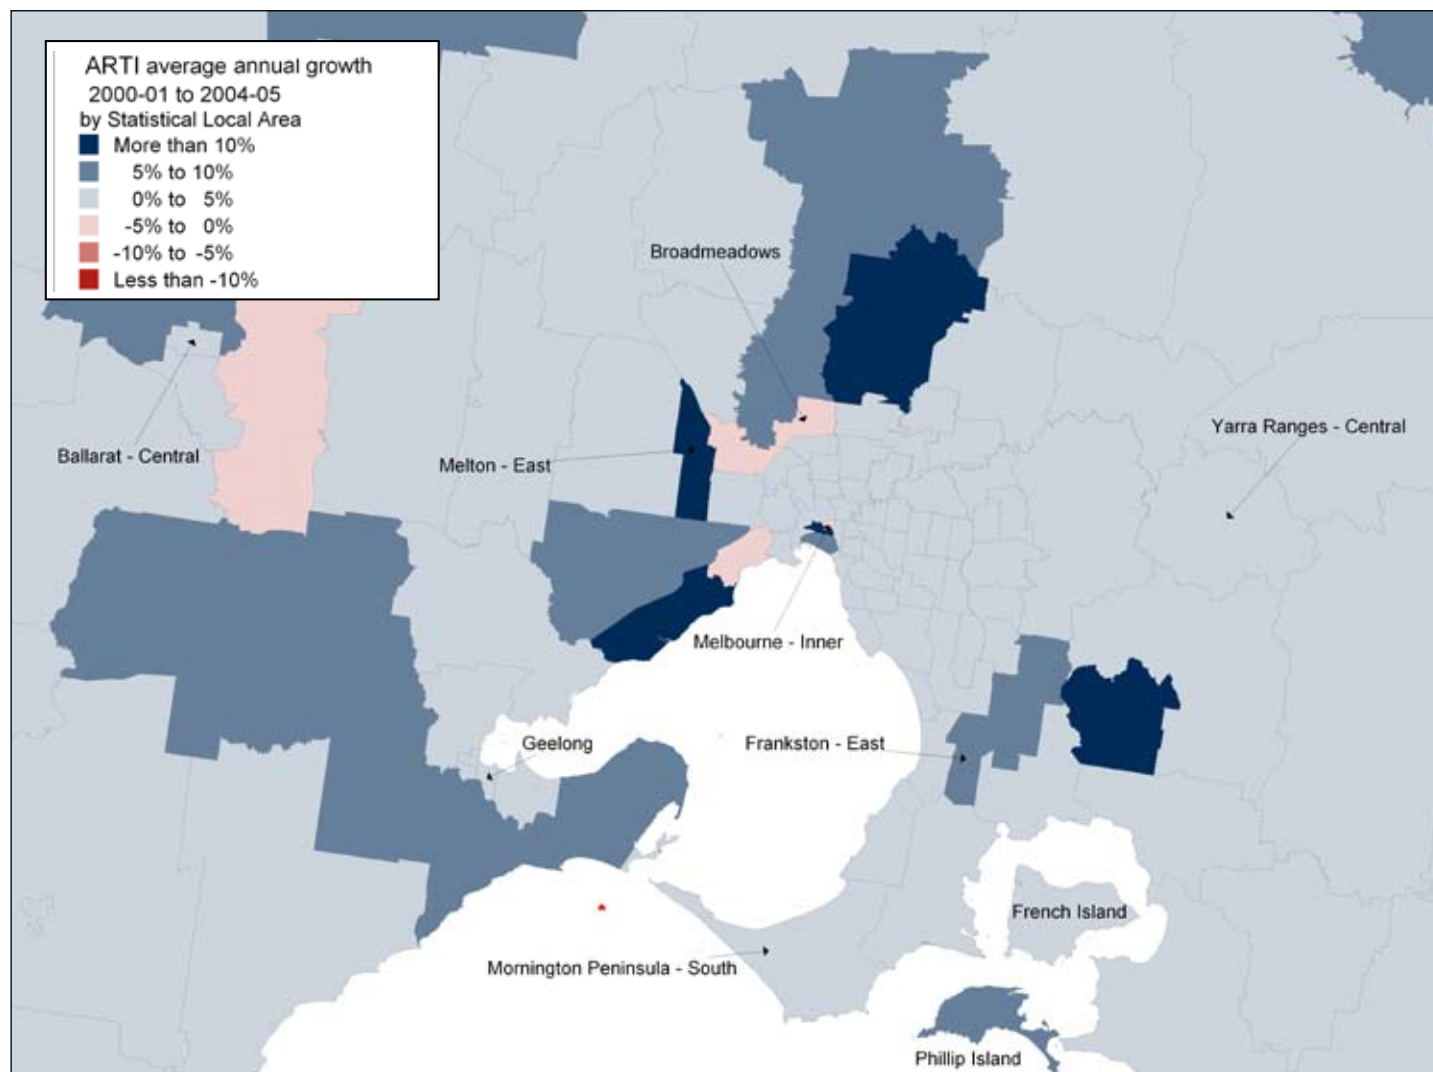 ARTI average annual growth
2000-01 to 2004-05
by Statistical Local Area
More than 10%
5% to 10%
0% to 5%
-5% to 0%
-10% to -5%
Less than -10%
Broadmeadows
Yarra Ranges - Central
Ballarat - Central
Melton - East
Melbourne - Inner
Geelong
Frankston - East
French Island
Mornington Peninsula - South
Phillip Island